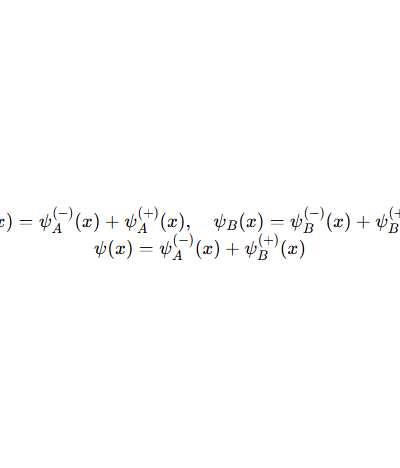 x) = ψ_A^{(−)}(x) + ψ_A^{(+)}(x), ψ_B(x) = ψ_B^{(−)}(x) + ψ_B^{(+
ψ(x) = ψ_A^{(−)}(x) + ψ_B^{(+)}(x)